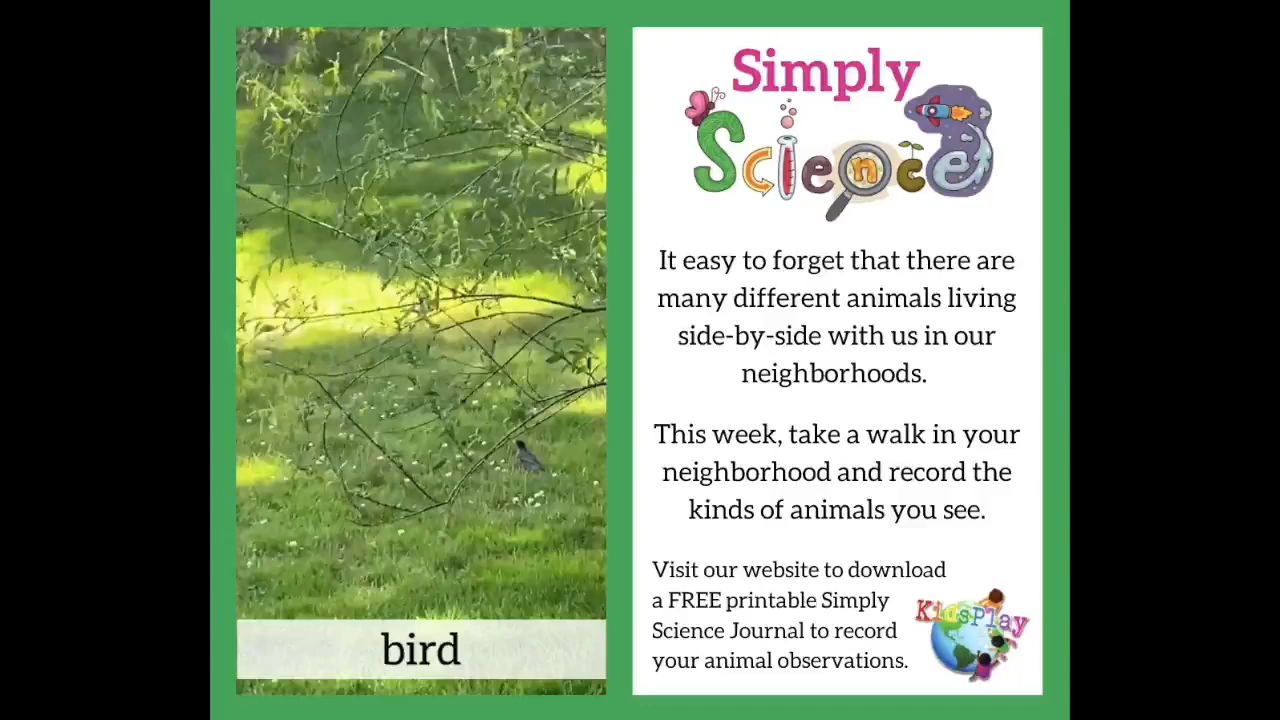 Simply
Science
It easy to forget that there are
many different animals living
side-by-side with us in our
neighborhoods.
This week, take a walk in your
neighborhood and record the
kinds of animals you see.
Visit our website to download
a FREE printable Simply
Science Journal to record
your animal observations.
KidsPlay
bird